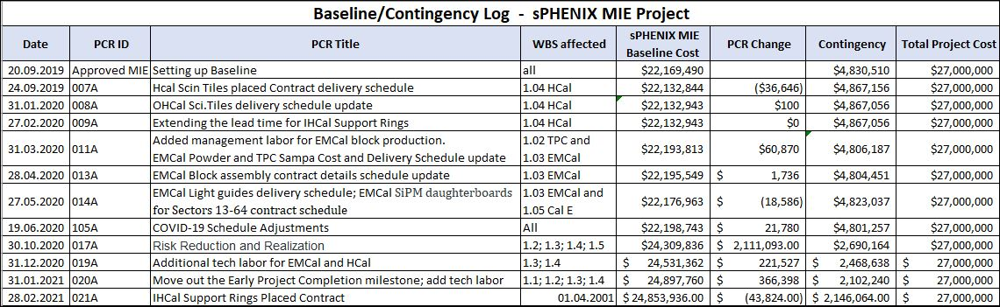 Baseline/Contingency Log - sPHENIX MIE Project
Date PCR ID PCR Title WBS affected sPHENIX MIE Baseline Cost PCR Change Contingency Total Project Cost
20.09.2019 Approved MIE Setting up Baseline all $22,169,490 $4,830,510 $27,000,000
24.09.2019 007A Hcal Scin Tiles placed Contract delivery schedule 1.04 HCal $22,132,844 ($36,646) $4,867,156 $27,000,000
31.01.2020 008A OHCal Sci.Tiles delivery schedule update 1.04 HCal $22,132,943 $100 $4,867,056 $27,000,000
27.02.2020 009A Extending the lead time for IHCal Support Rings 1.04 HCal $22,132,943 $0 $4,867,056 $27,000,000
31.03.2020 011A Added management labor for EMCal block production. EMCal Powder and TPC Sampa Cost and Delivery Schedule update 1.02 TPC and 1.03 EMCal $22,193,813 $60,870 $4,806,187 $27,000,000
28.04.2020 013A EMCal Block assembly contract details schedule update 1.03 EMCal $22,195,549 $ 1,736 $4,804,451 $27,000,000
27.05.2020 014A EMCal Light guides delivery schedule; EMCal SiPM daughterboards for Sectors 13-64 contract schedule 1.03 EMCal and 1.05 Cal E $22,176,963 $ (18,586) $4,823,037 $27,000,000
19.06.2020 105A COVID-19 Schedule Adjustments All $22,198,743 $ 21,780 $4,801,257 $27,000,000
30.10.2020 017A Risk Reduction and Realization 1.2; 1.3; 1.4; 1.5 $24,309,836 $ 2,111,093.00 $2,690,164 $27,000,000
31.12.2020 019A Additional tech labor for EMCal and HCal 1.3; 1.4 $ 24,531,362 $ 221,527 $ 2,468,638 $ 27,000,000
31.01.2021 020A Move out the Early Project Completion milestone; add tech labor 1.1; 1.2; 1.3; 1.4 $ 24,897,760 $ 366,398 $ 2,102,240 $ 27,000,000
28.02.2021 021A IHCal Support Rings Placed Contract 01.04.2001 $ 24,853,936.00 $ (43,824.00) $ 2,146,064.00 $ 27,000,000